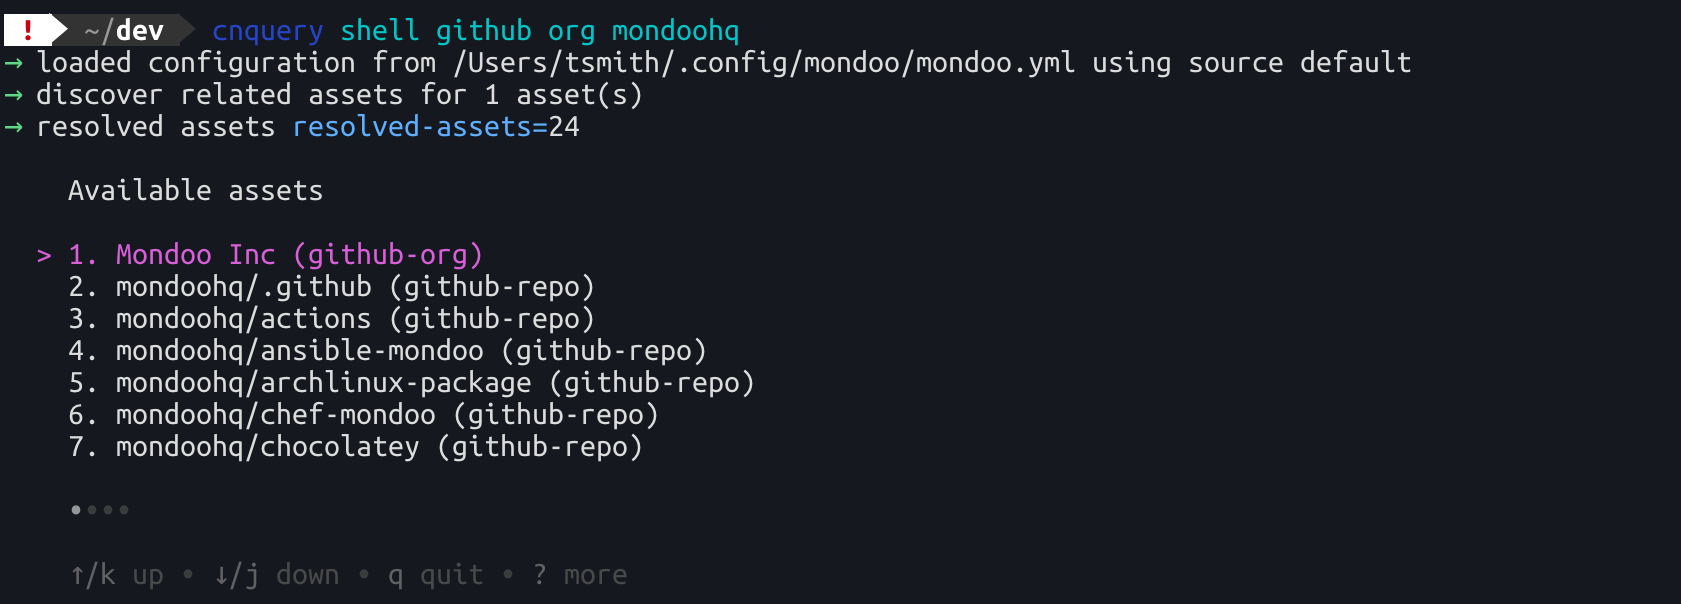 ! ~/dev cnquery shell github org mondoohq
→ loaded configuration from /Users/tsmith/.config/mondoo/mondoo.yml using source default
→ discover related assets for 1 asset(s)
→ resolved assets resolved-assets=24
Available assets
> 1. Mondoo Inc (github-org)
2. mondoohq/.github (github-repo)
3. mondoohq/actions (github-repo)
4. mondoohq/ansible-mondoo (github-repo)
5. mondoohq/archlinux-package (github-repo)
6. mondoohq/chef-mondoo (github-repo)
7. mondoohq/chocolatey (github-repo)
••••
↑/k up • ↓/j down • q quit • ? more